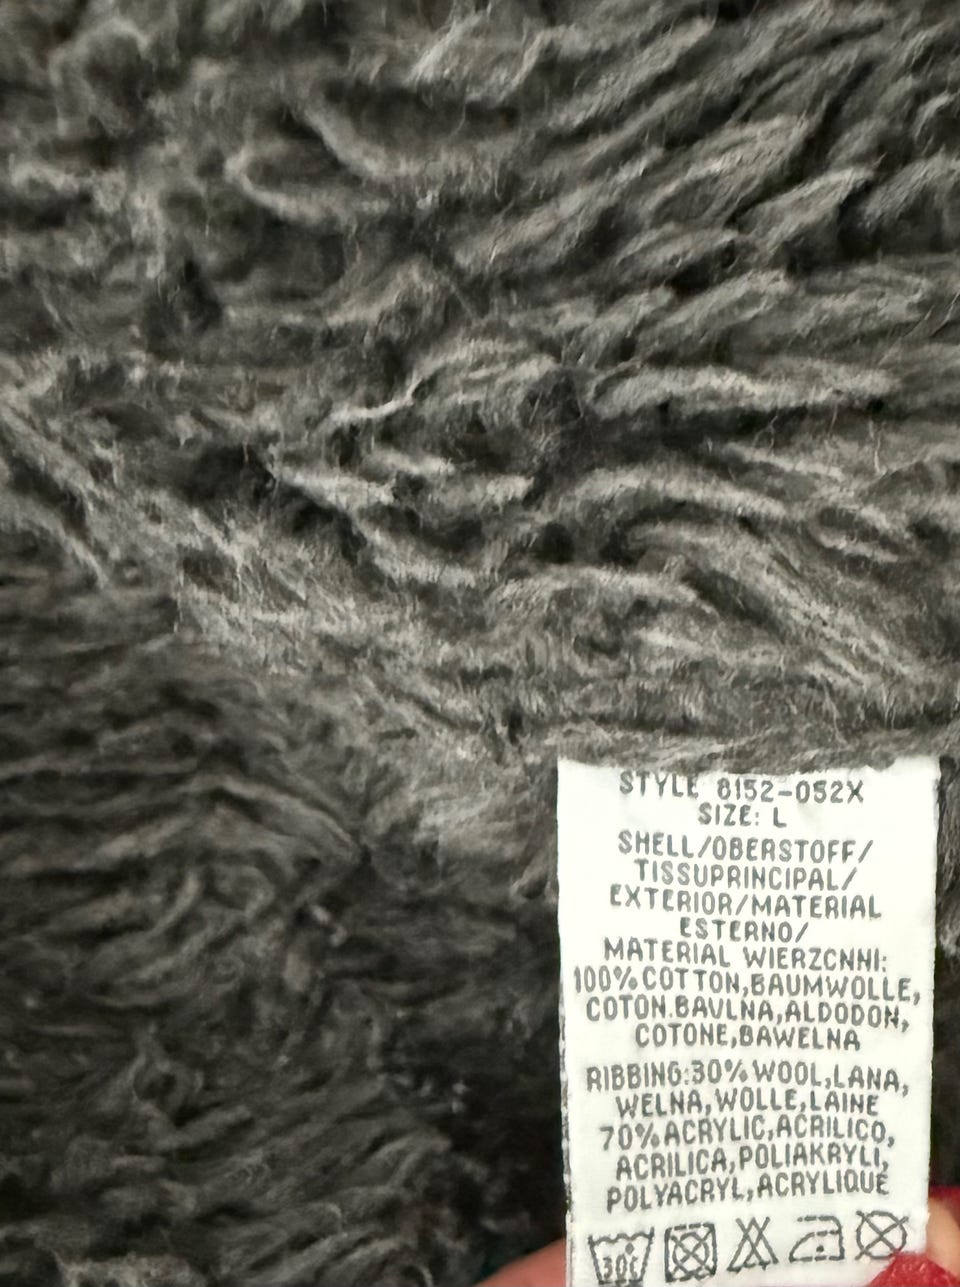 STYLE 8152-052X
SIZE: L
SHELL/OBERSTOFF/
TISSUPRINCIPAL/
EXTERIOR/MATERIAL
ESTERNO/
MATERIAL WIERZCNNI:
100%COTTON,BAUMWOLLE,
COTON.BAVLNA,ALDODON,
COTONE,BAWELNA
RIBBING:30%WOOL,LANA,
WELNA,WOLLE,LAINE
70%ACRYLIC,ACRILICO,
ACRILICA,POLIAKRYLI,
POLYACRYL,ACRYLIQUE
30C